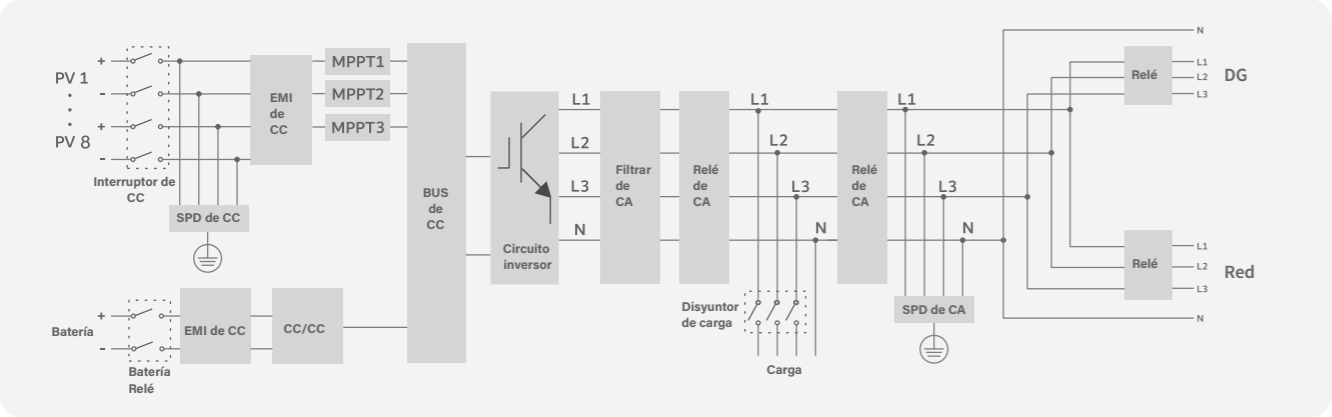 +
PV 1
-
+
PV 8
-
Interruptor de
CC
SPD de CC
EMI
de
CC
MPPT1
MPPT2
MPPT3
Batería
+
-
Batería
Relé
EMI de CC
CC/CC
BUS
de
CC
Circuito
inversor
L1
L2
L3
N
Filtrar
de
CA
Relé
de
CA
L1
L2
L3
N
Disyuntor
de carga
Carga
Relé
de
CA
L1
L2
L3
N
SPD de CA
N
Relé
L1
L2
L3
DG
Relé
L1
L2
L3
Red
N